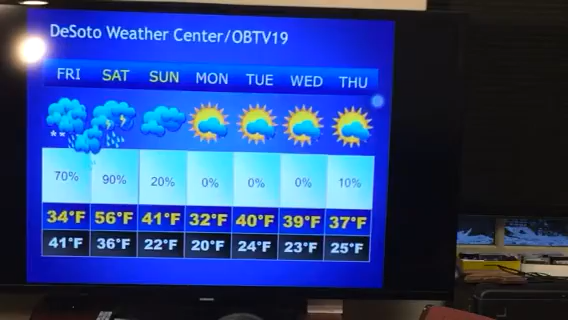 DeSoto Weather Center/OBTV19
FRI SAT SUN MON TUE WED THU
**
70% 90% 20% 0% 0% 0% 10%
34°F 56°F 41°F 32°F 40°F 39°F 37°F
41°F 36°F 22°F 20°F 24°F 23°F 25°F